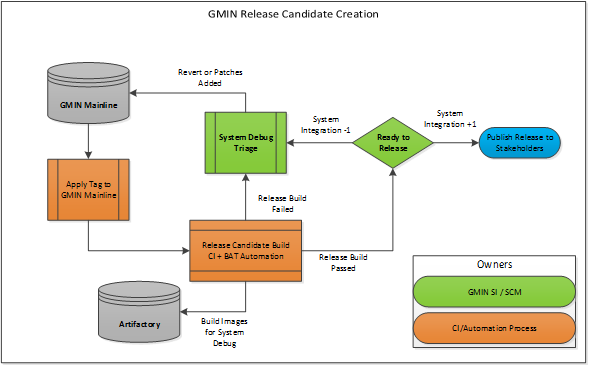 GMIN Release Candidate Creation
Revert or Patches
Added
GMIN Mainline
System Debug
Triage
System
Integration -1
Ready to
Release
System
Integration +1
Publish Release to
Stakeholders
Apply Tag to
GMIN Mainline
Release Build
Failed
Release Candidate Build
CI + BAT Automation
Release Build
Passed
Artifactory
Build Images
for System
Debug
Owners
GMIN SI / SCM
CI/Automation Process